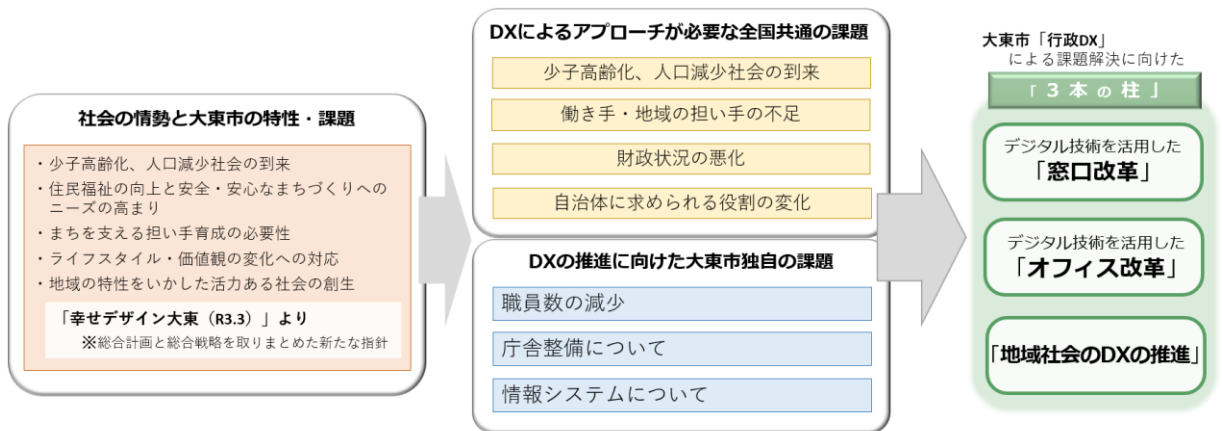 社会の情勢と大東市の特性・課題
・少子高齢化、人口減少社会の到来
・住民福祉の向上と安全・安心なまちづくりへの
ニーズの高まり
・まちを支える担い手育成の必要性
・ライフスタイル・価値観の変化への対応
・地域の特性をいかした活力ある社会の創生
「幸せデザイン大東（R3.3）」より
※総合計画と総合戦略を取りまとめた新たな指針
DXによるアプローチが必要な全国共通の課題
少子高齢化、人口減少社会の到来
働き手・地域の担い手の不足
財政状況の悪化
自治体に求められる役割の変化
DXの推進に向けた大東市独自の課題
職員数の減少
庁舎整備について
情報システムについて
大東市「行政DX」
による課題解決に向けた
「３本の柱」
デジタル技術を活用した
「窓口改革」
デジタル技術を活用した
「オフィス改革」
「地域社会のDXの推進」